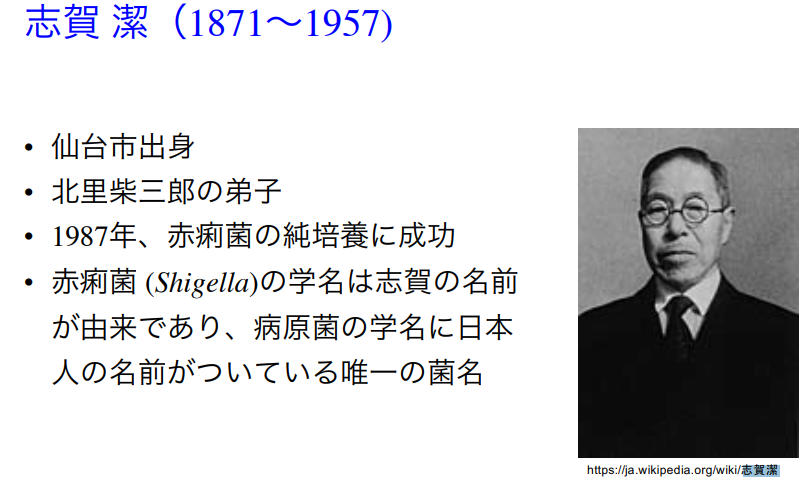 志賀 潔（1871～1957)
• 仙台市出身
• 北里柴三郎の弟子
• 1987年、赤痢菌の純培養に成功
• 赤痢菌 (Shigella)の学名は志賀の名前
が由来であり、病原菌の学名に日本
人の名前がついている唯一の菌名
https://ja.wikipedia.org/wiki/志賀潔